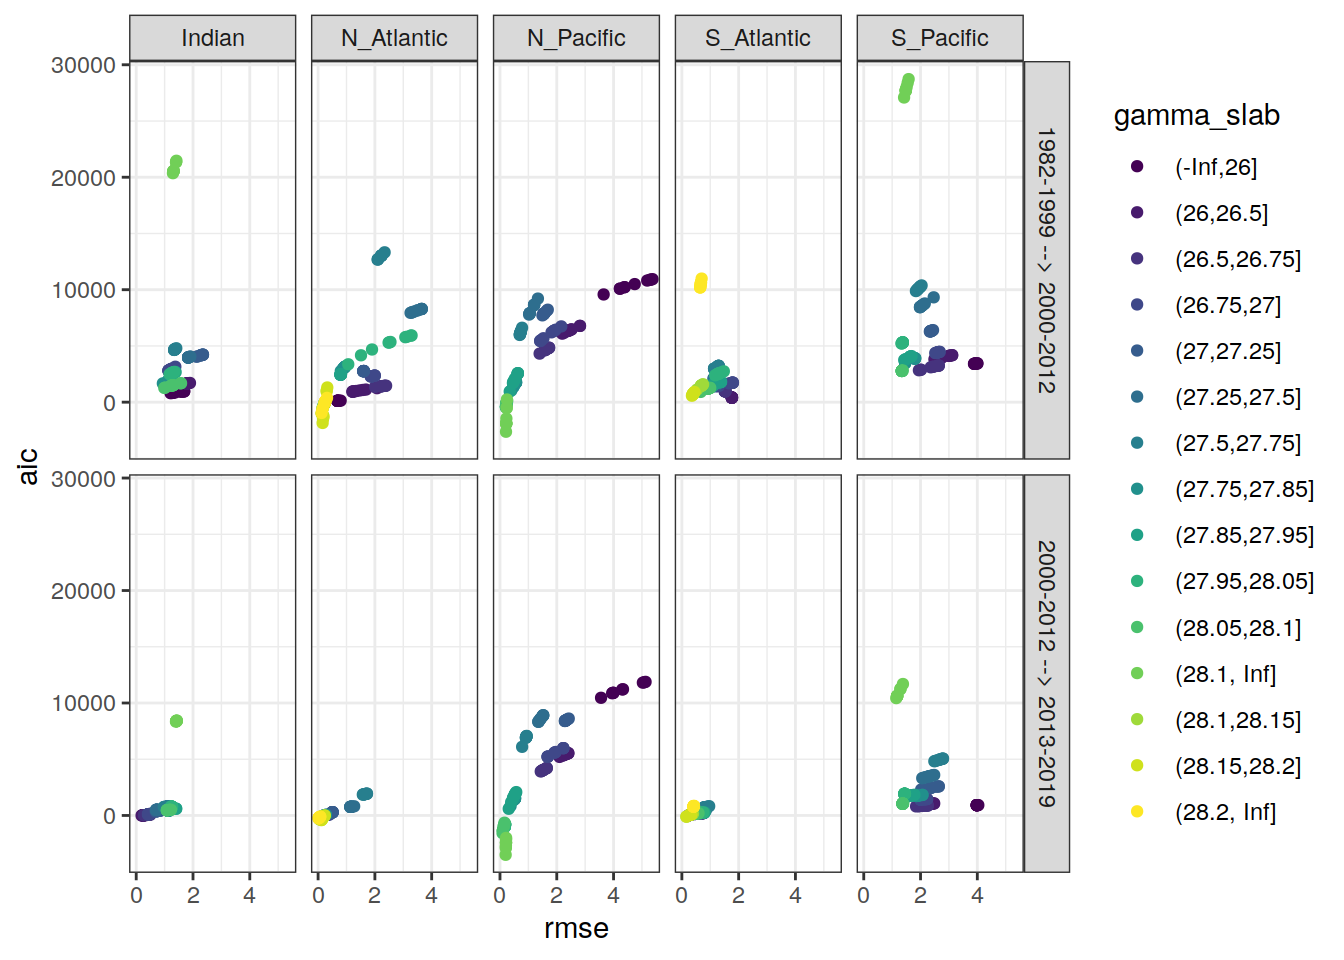 Indian
N_Atlantic
N_Pacific
S_Atlantic
S_Pacific
30000
20000
10000
0
1982-1999 --> 2000-2012
30000
20000
10000
0
2000-2012 --> 2013-2019
aic
0 2 4
0 2 4
0 2 4
0 2 4
0 2 4
rmse
gamma_slab
(-Inf,26]
(26,26.5]
(26.5,26.75]
(26.75,27]
(27,27.25]
(27.25,27.5]
(27.5,27.75]
(27.75,27.85]
(27.85,27.95]
(27.95,28.05]
(28.05,28.1]
(28.1, Inf]
(28.1,28.15]
(28.15,28.2]
(28.2, Inf]